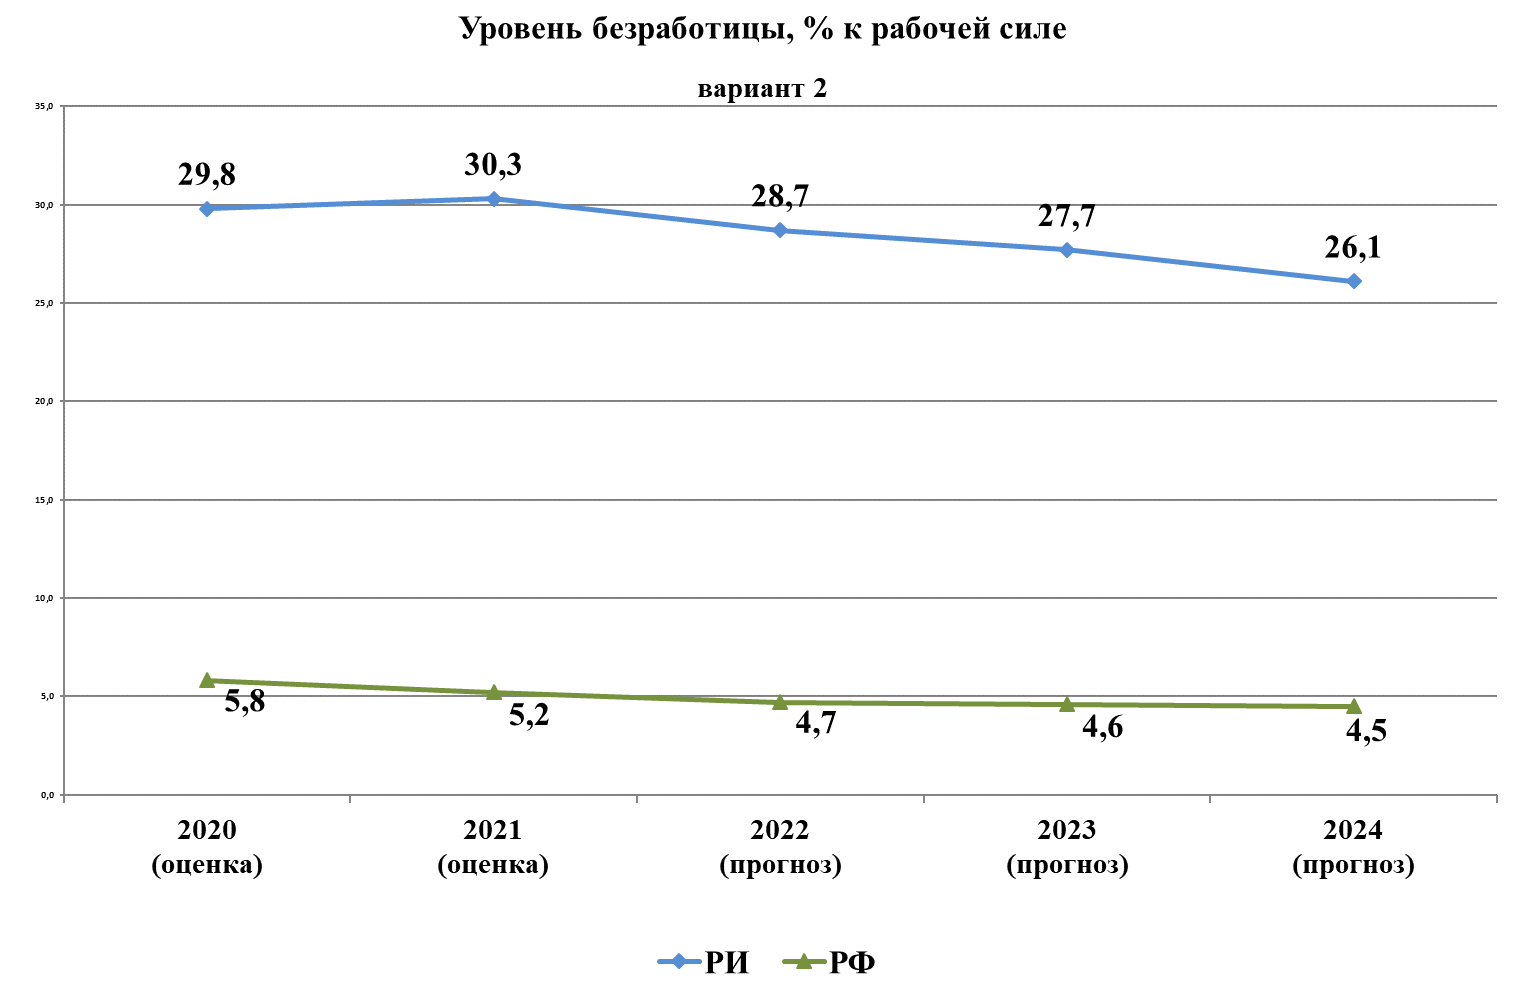 Уровень безработицы, % к рабочей силе
вариант 2
35,0
30,0
25,0
20,0
15,0
10,0
5,0
0,0
29,8
30,3
28,7
27,7
26,1
5,8
5,2
4,7
4,6
4,5
2020
(оценка)
2021
(оценка)
2022
(прогноз)
2023
(прогноз)
2024
(прогноз)
РИ
РФ